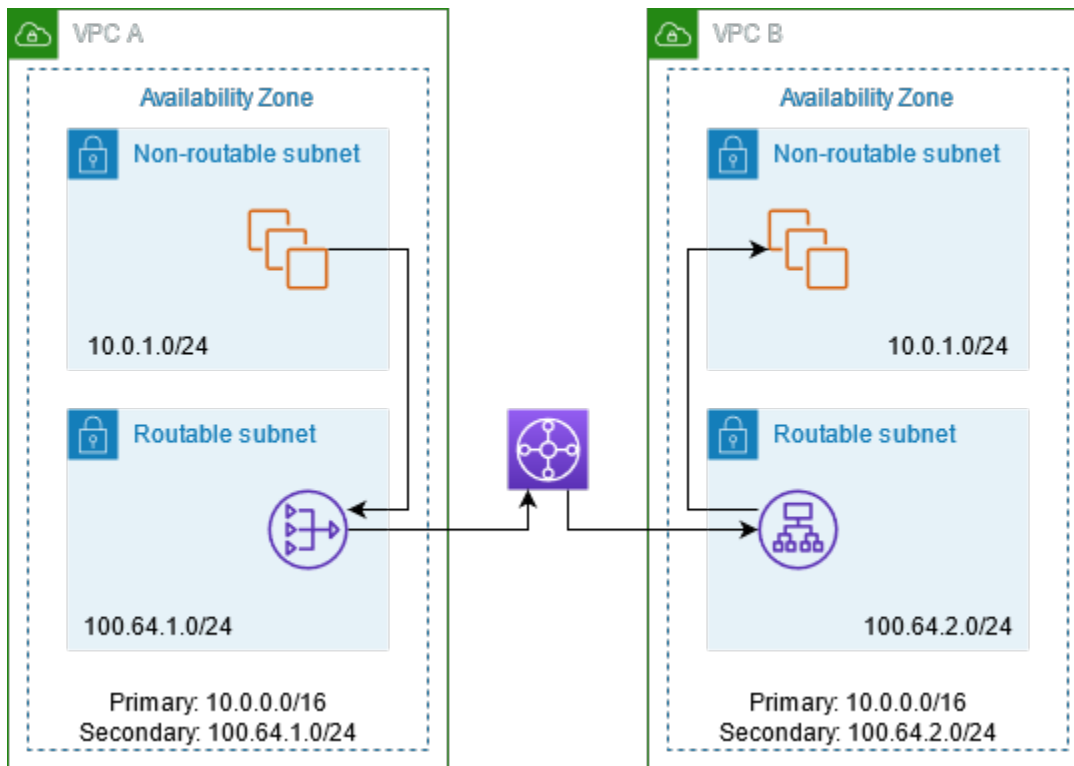 VPC A
Availability Zone
Non-routable subnet
10.0.1.0/24
Routable subnet
100.64.1.0/24
Primary: 10.0.0.0/16
Secondary: 100.64.1.0/24
VPC B
Availability Zone
Non-routable subnet
10.0.1.0/24
Routable subnet
100.64.2.0/24
Primary: 10.0.0.0/16
Secondary: 100.64.2.0/24